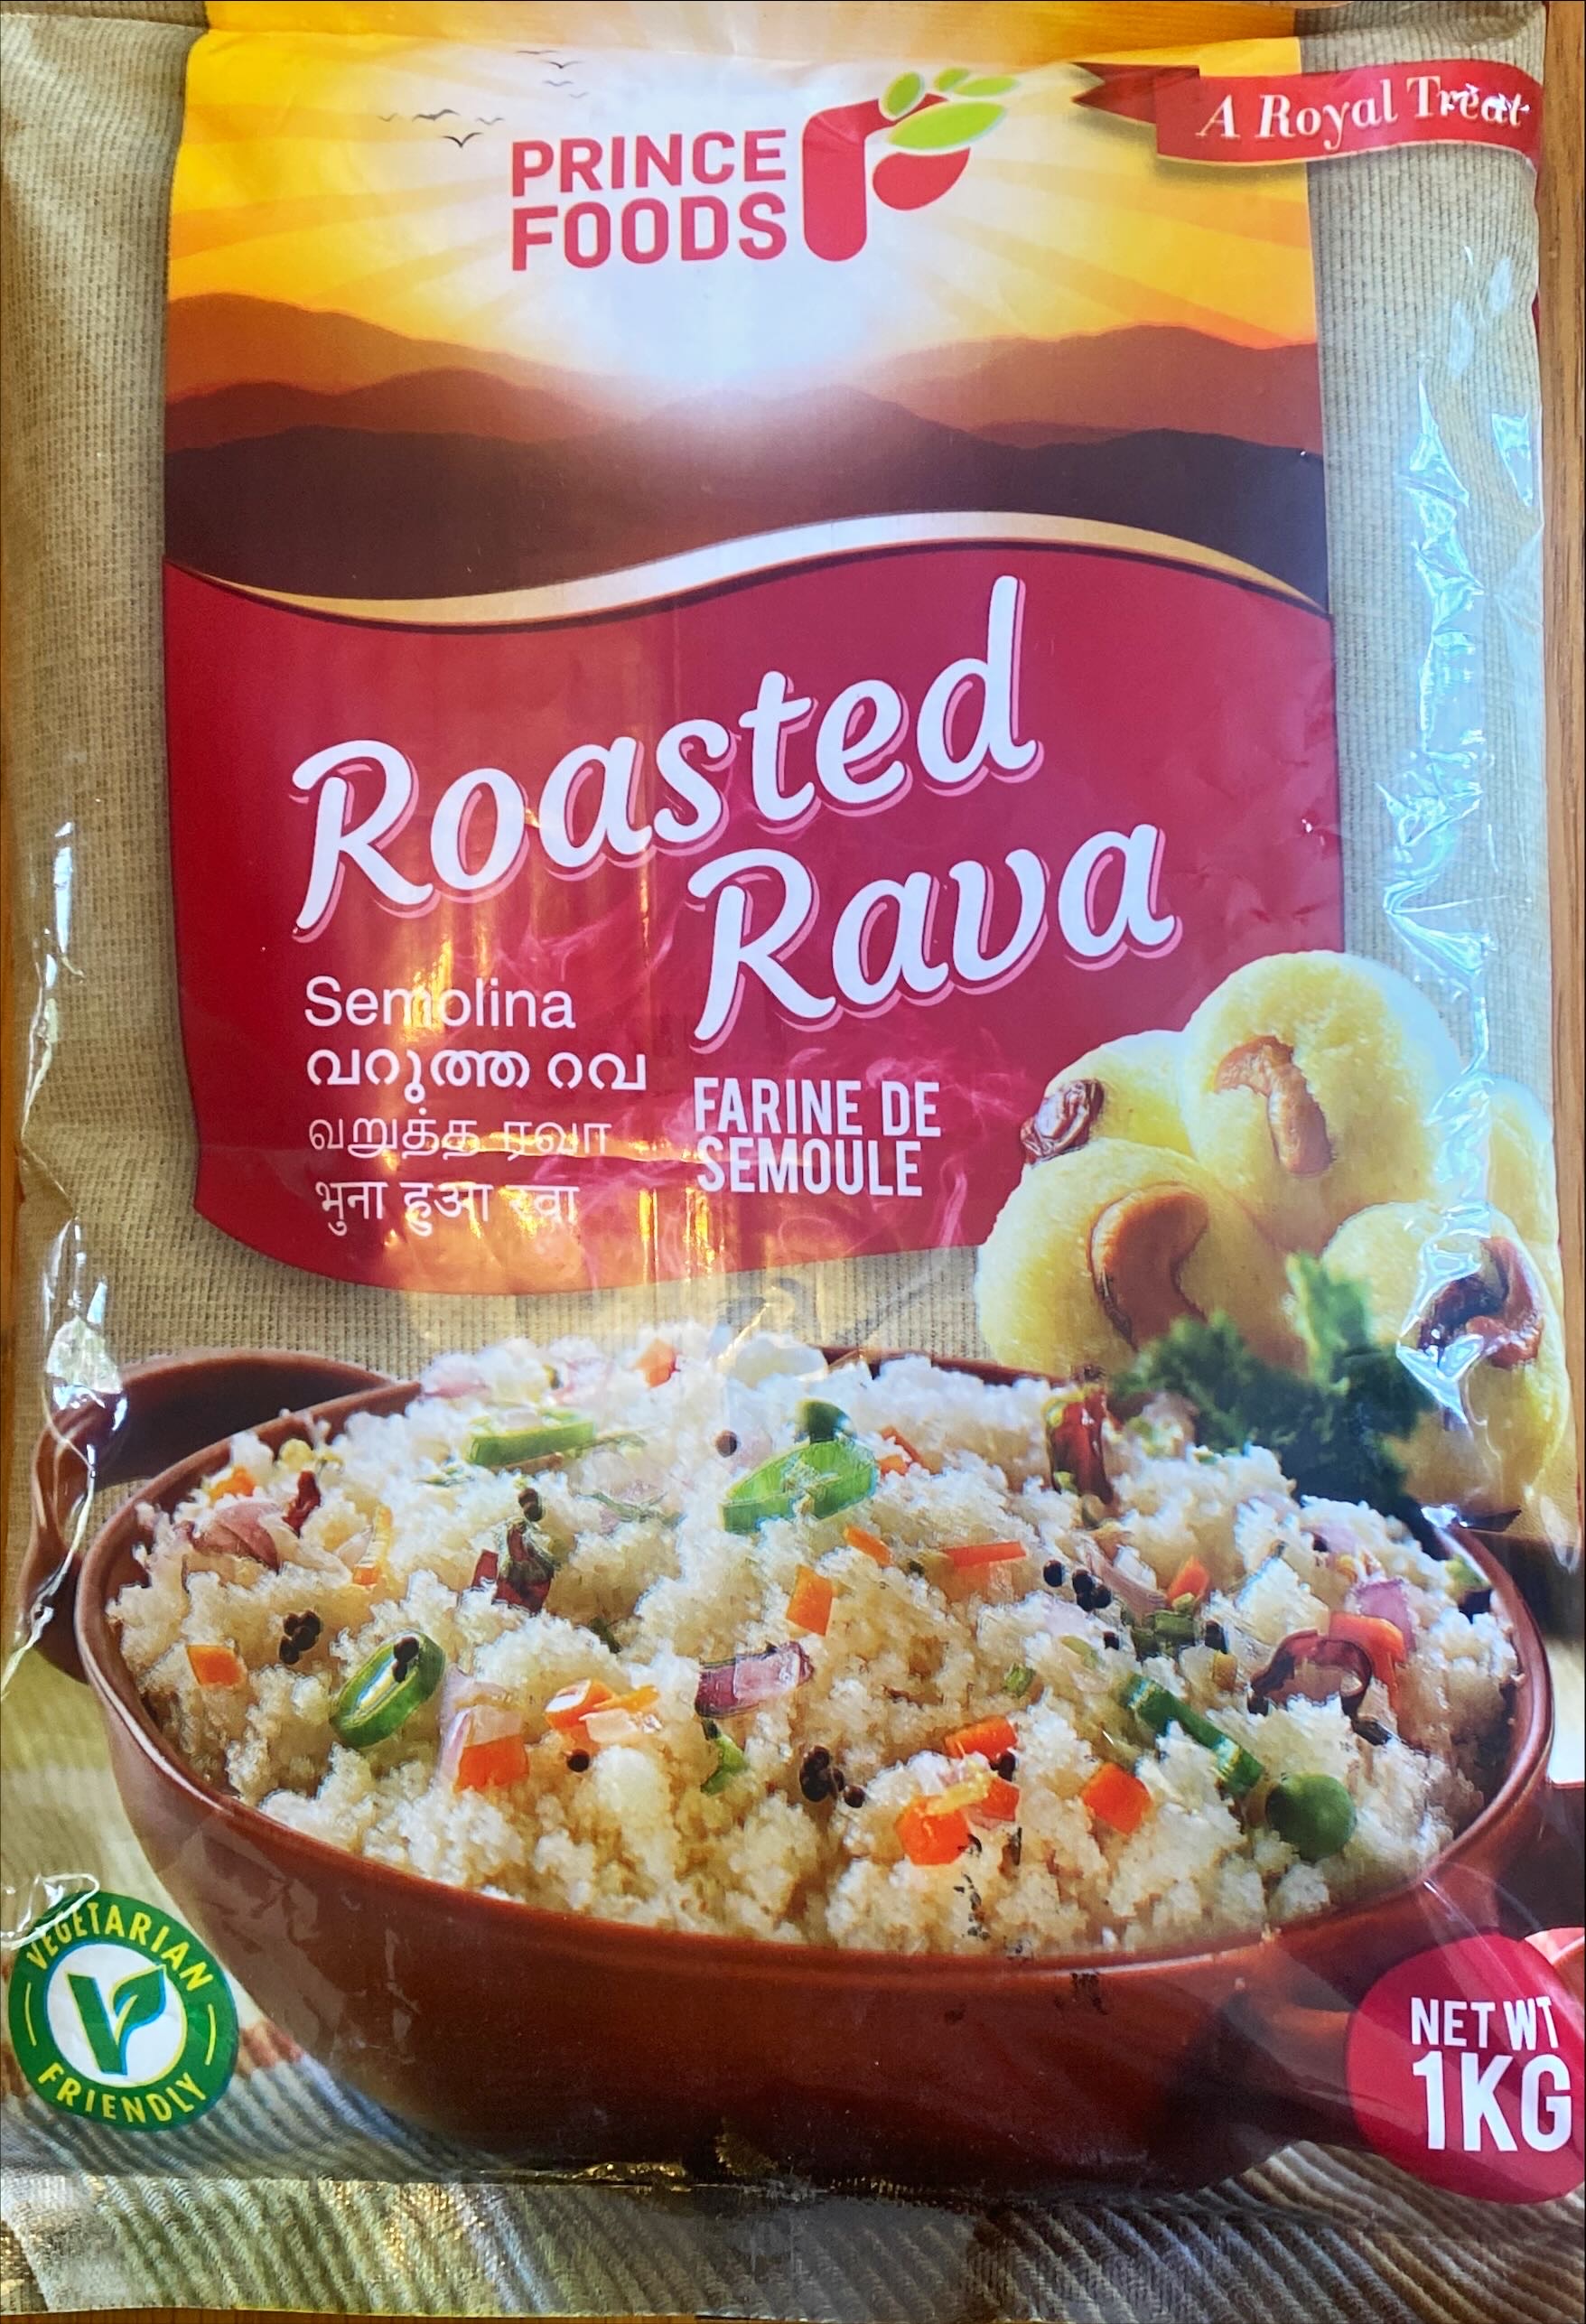 PRINCE
FOODS
A Royal Treat
Roasted
Rava
Semolina
വറുത്ത റവ
வறுத்த ரவா
भुना हुआ रवा
FARINE DE
SEMOULE
VEGETARIAN
FRIENDLY
NET WT
1KG